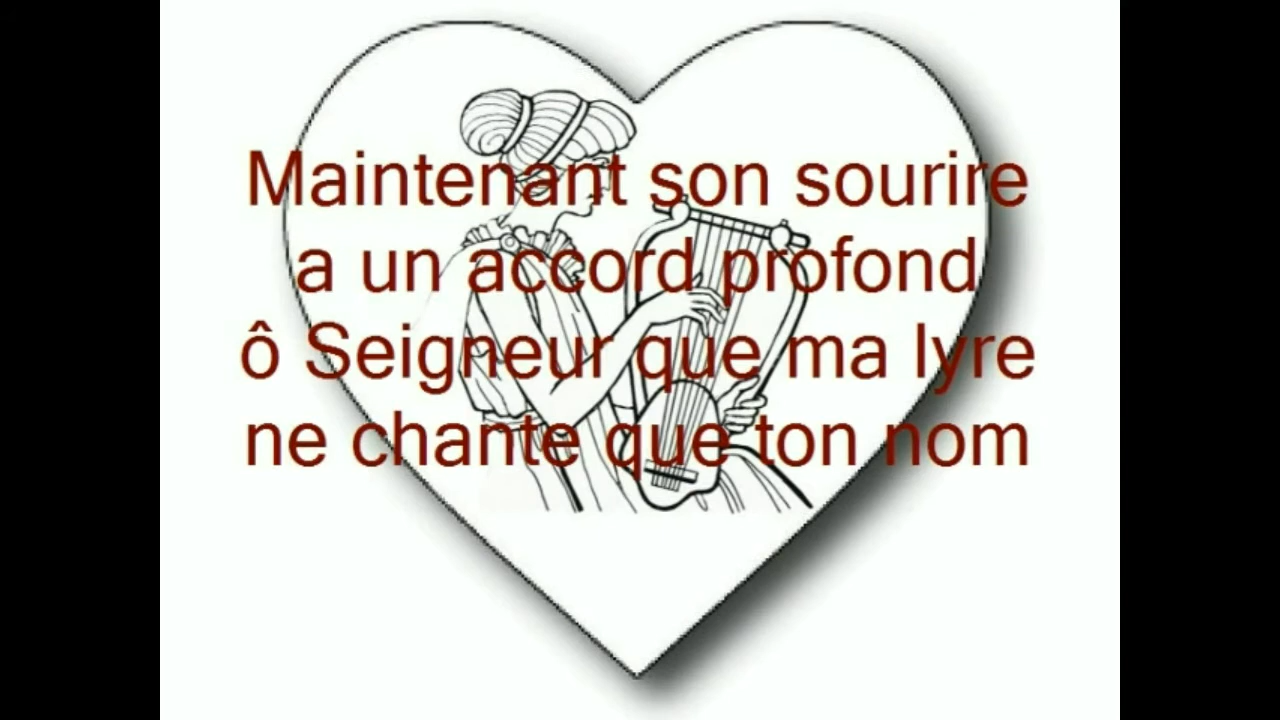 Maintenant son sourire
a un accord profond
ô Seigneur que ma lyre
ne chante que ton nom